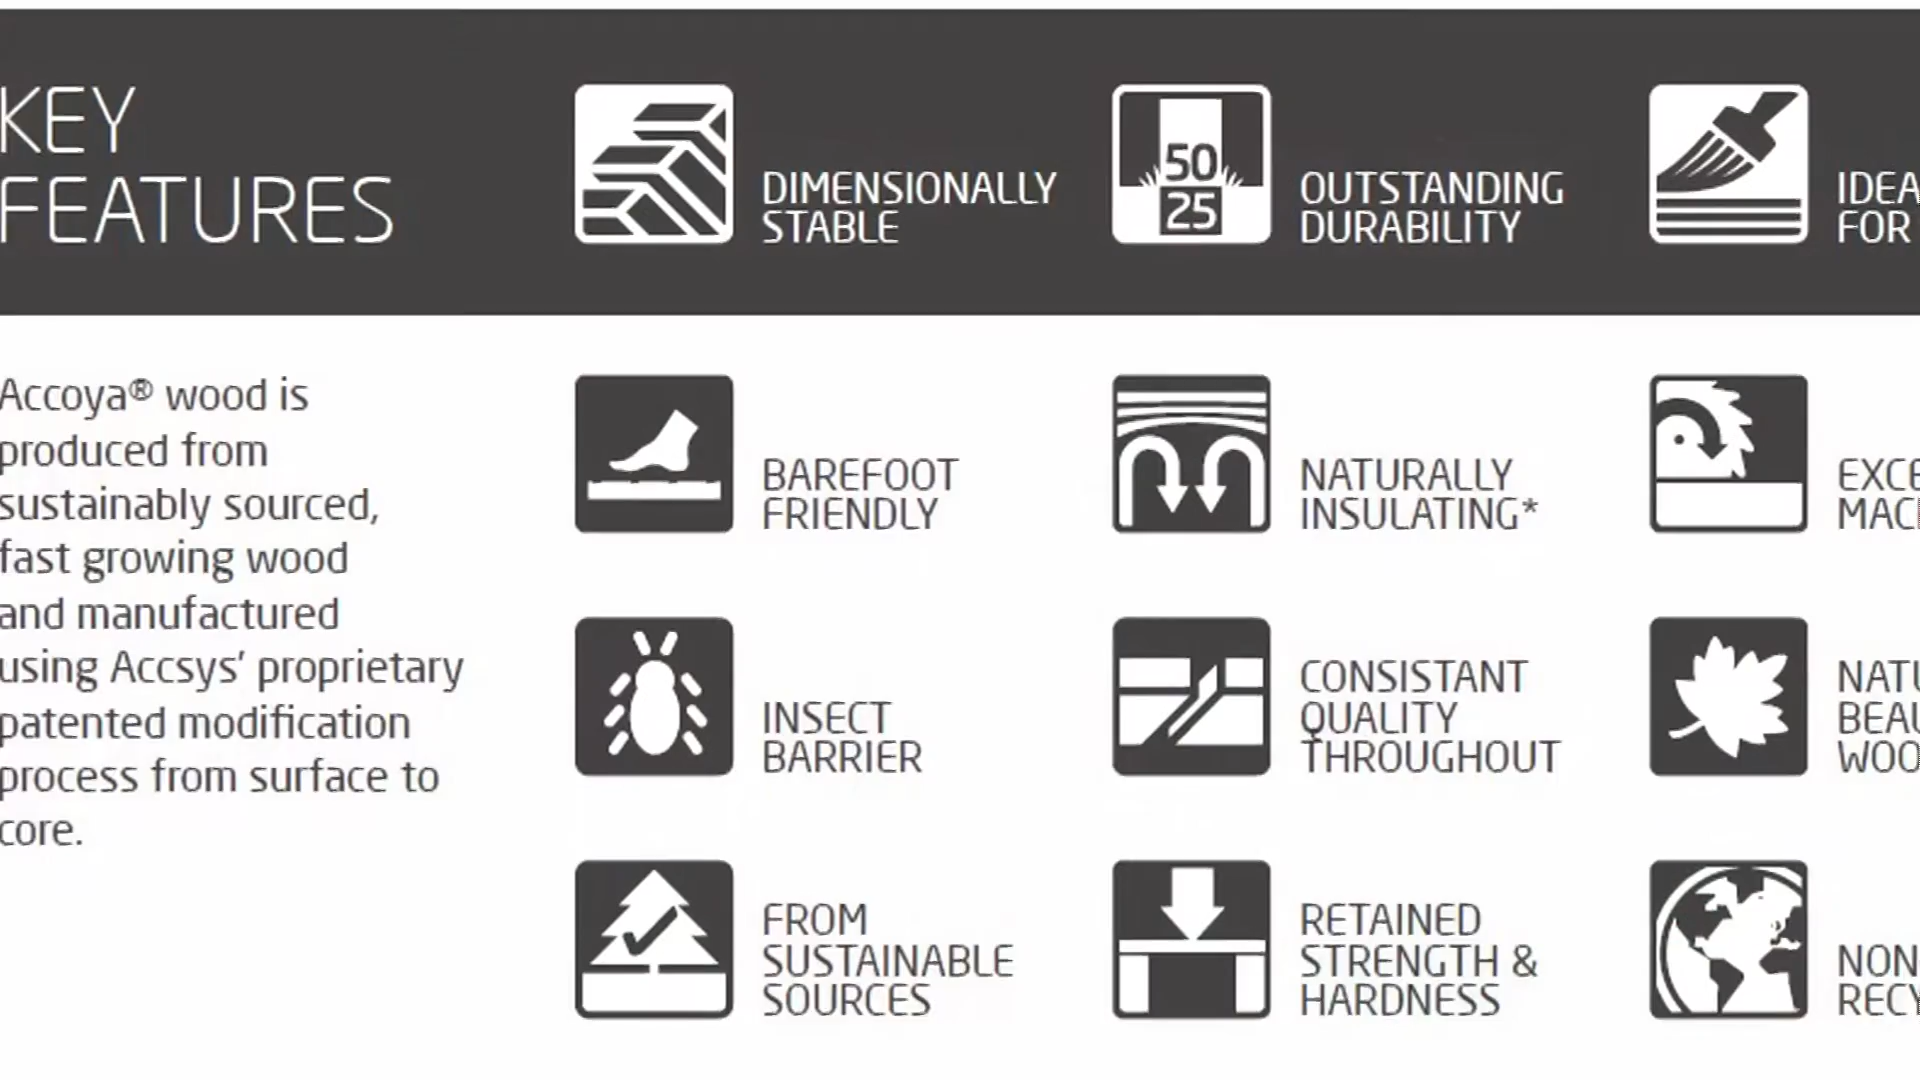 KEY
FEATURES
DIMENSIONALLY
STABLE
50
25
OUTSTANDING
DURABILITY
FOR
Accoya® wood is
produced from
sustainably sourced,
fast growing wood
and manufactured
using Accsys’ proprietary
patented modification
process from surface to
core.
BAREFOOT
FRIENDLY
NATURALLY
INSULATING*
INSECT
BARRIER
CONSISTANT
QUALITY
THROUGHOUT
FROM
SUSTAINABLE
SOURCES
RETAINED
STRENGTH &
HARDNESS